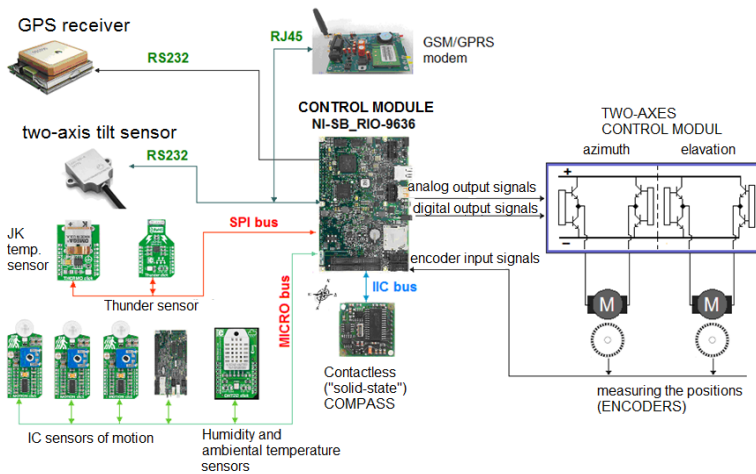 GPS receiver
RS232
RJ45
GSM/GPRS
modem
CONTROL MODULE
NI-SB_RIO-9636
two-axis tilt sensor
RS232
TWO-AXES
CONTROL MODUL
azimuth
elavation
+
−
analog output signals
digital output signals
encoder input signals
SPI bus
JK
temp.
sensor
Thunder sensor
MICRO bus
IIC bus
M
M
Contactless
("solid-state")
COMPASS
measuring the positions
(ENCODERS)
IC sensors of motion
Humidity and
ambiental temperature
sensors